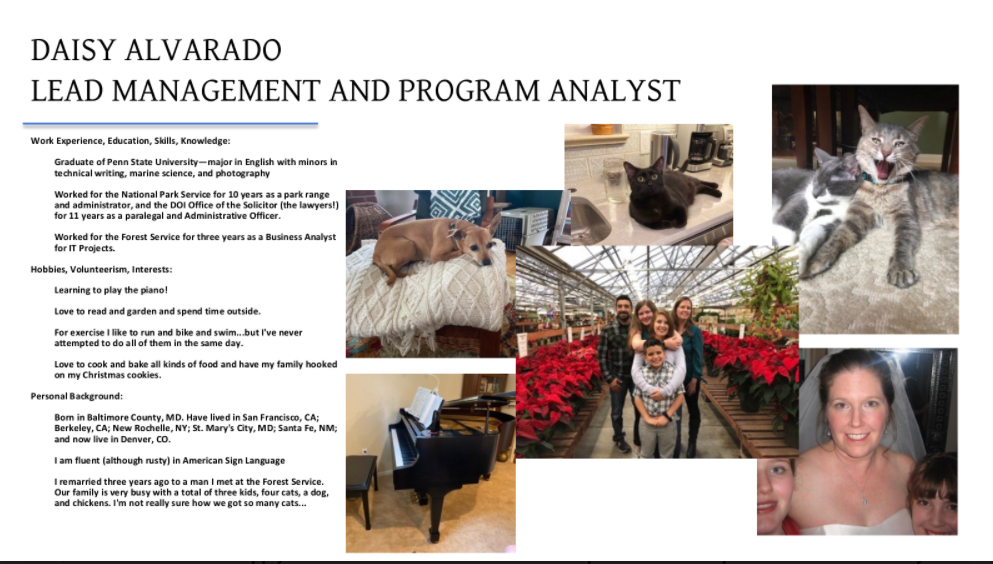 DAISY ALVARADO
LEAD MANAGEMENT AND PROGRAM ANALYST
Work Experience, Education, Skills, Knowledge:
Graduate of Penn State University—major in English with minors in
technical writing, marine science, and photography
Worked for the National Park Service for 10 years as a park range
and administrator, and the DOI Office of the Solicitor (the lawyers!)
for 11 years as a paralegal and Administrative Officer.
Worked for the Forest Service for three years as a Business Analyst
for IT Projects.
Hobbies, Volunteerism, Interests:
Learning to play the piano!
Love to read and garden and spend time outside.
For exercise I like to run and bike and swim...but I've never
attempted to do all of them in the same day.
Love to cook and bake all kinds of food and have my family hooked
on my Christmas cookies.
Personal Background:
Born in Baltimore County, MD. Have lived in San Francisco, CA;
Berkeley, CA; New Rochelle, NY; St. Mary's City, MD; Santa Fe, NM;
and now live in Denver, CO.
I am fluent (although rusty) in American Sign Language
I remarried three years ago to a man I met at the Forest Service.
Our family is very busy with a total of three kids, four cats, a dog,
and chickens. I'm not really sure how we got so many cats...